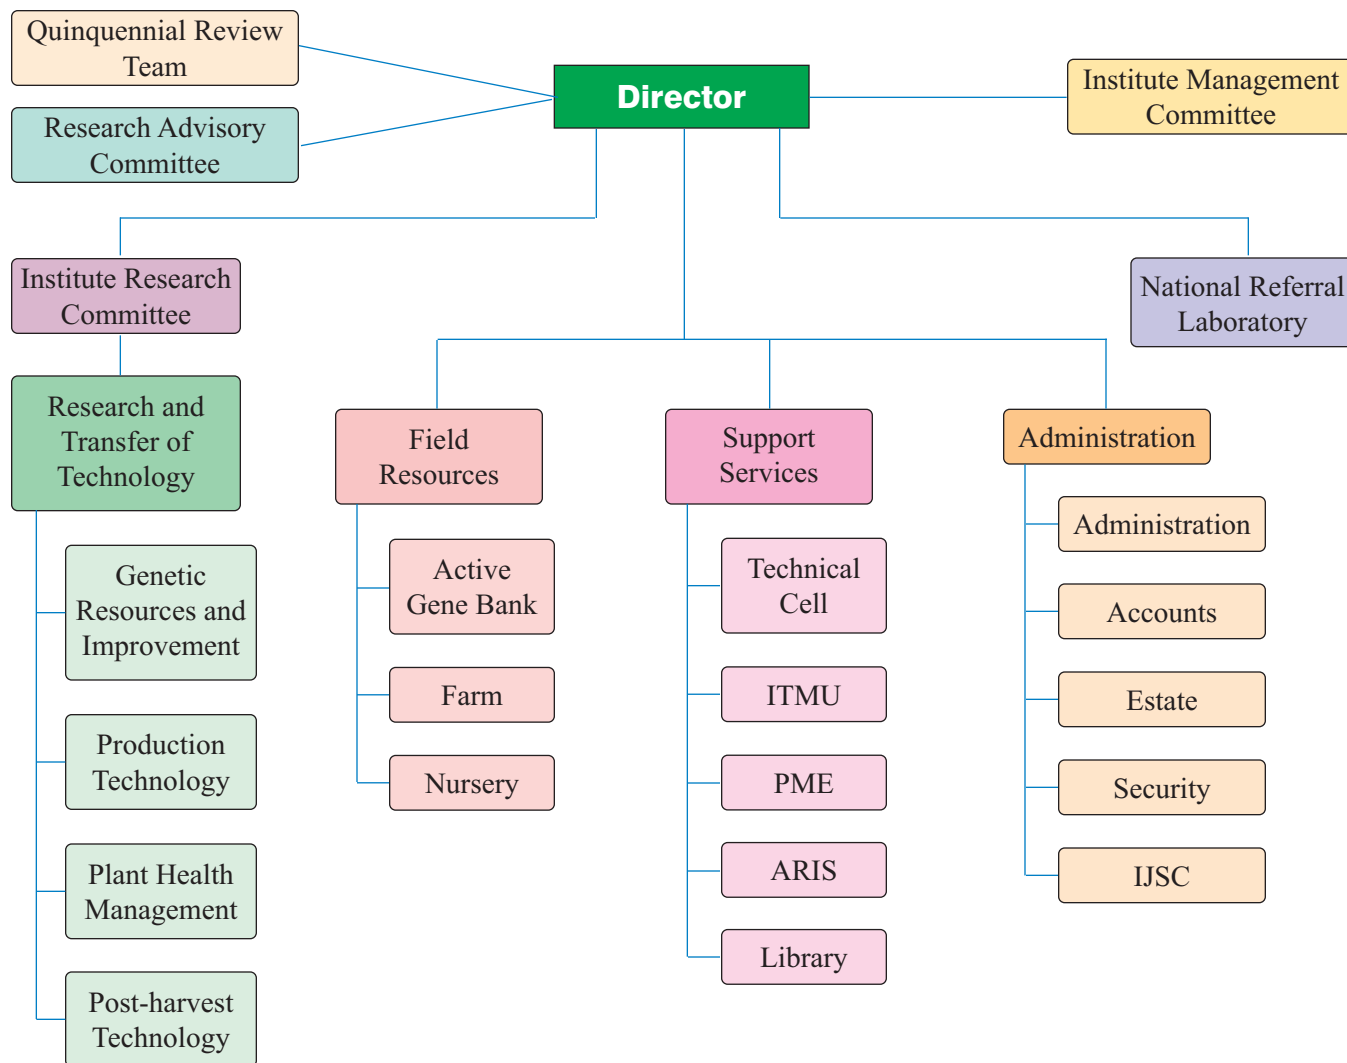 Quinquennial Review
Team
Director
Institute Management
Committee
Research Advisory
Committee
Institute Research
Committee
National Referral
Laboratory
Research and
Transfer of
Technology
Genetic
Resources and
Improvement
Production
Technology
Plant Health
Management
Post-harvest
Technology
Field
Resources
Active
Gene Bank
Farm
Nursery
Support
Services
Technical
Cell
ITMU
PME
ARIS
Library
Administration
Administration
Accounts
Estate
Security
IJSC